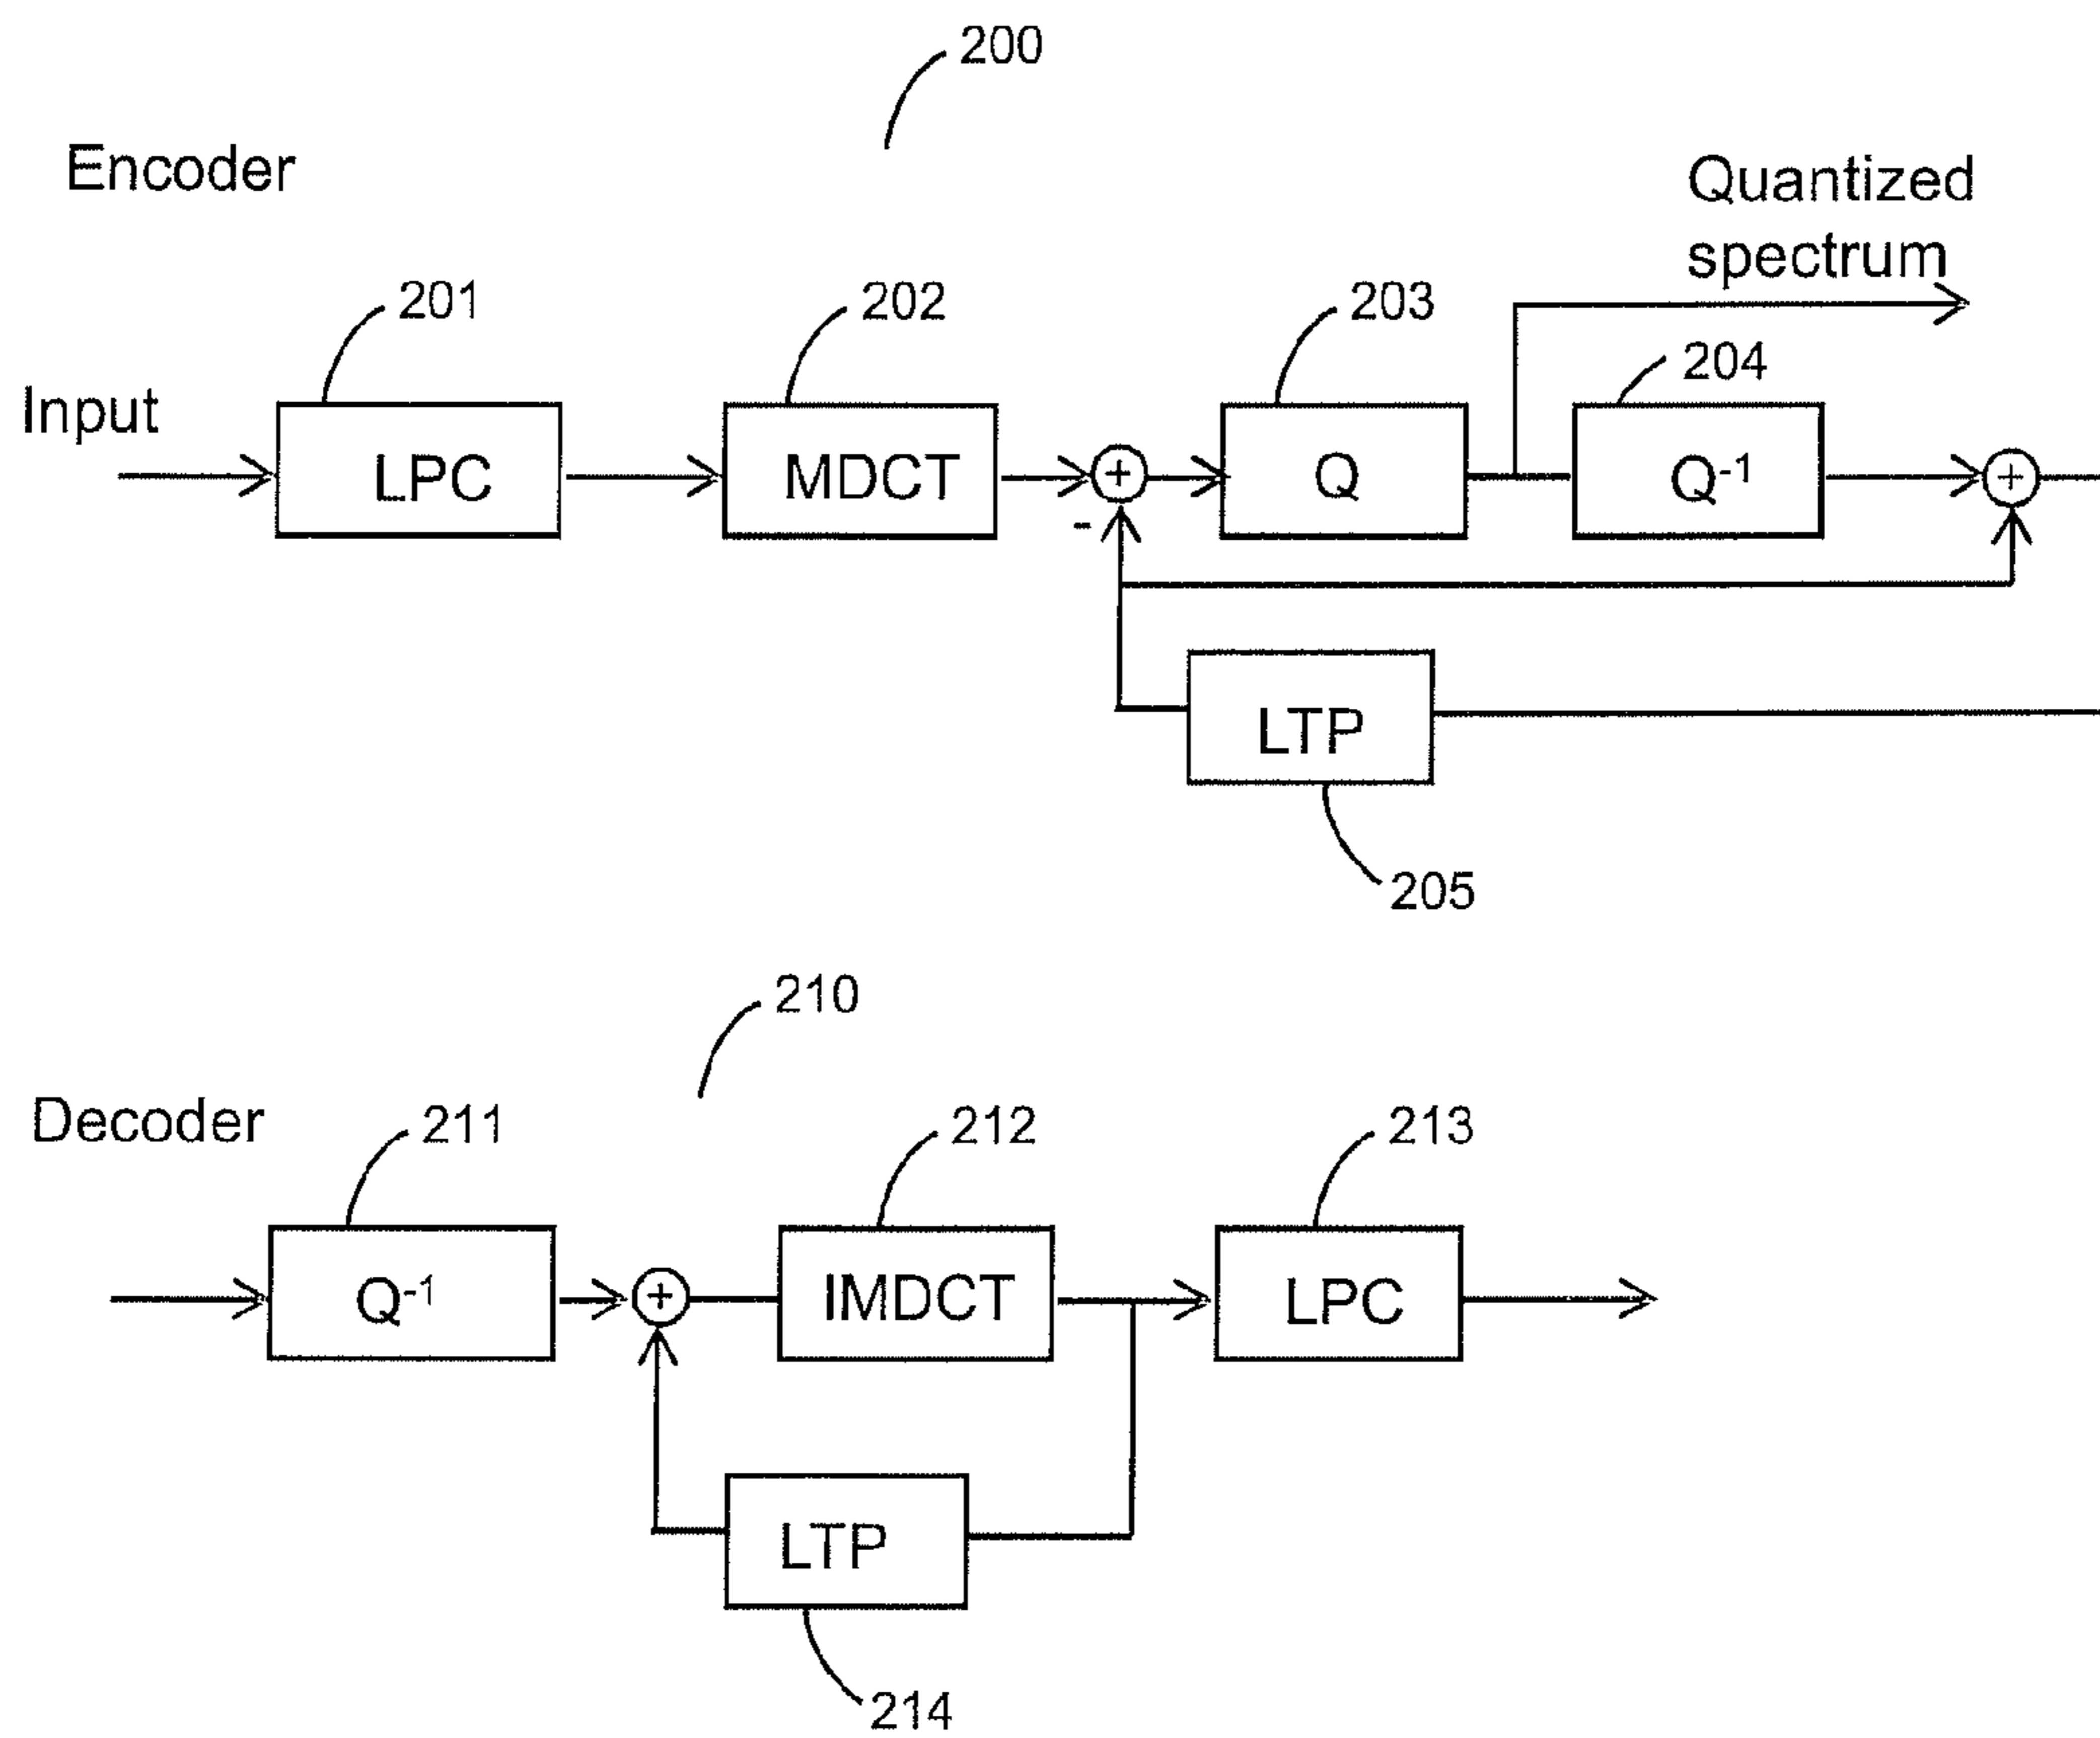 200
Encoder
Quantized
spectrum
201
202
203
204
Input
LPC
MDCT
+
Q
Q-1
+
-
LTP
205
210
Decoder
211
212
213
Q-1
+
IMDCT
LPC
LTP
214